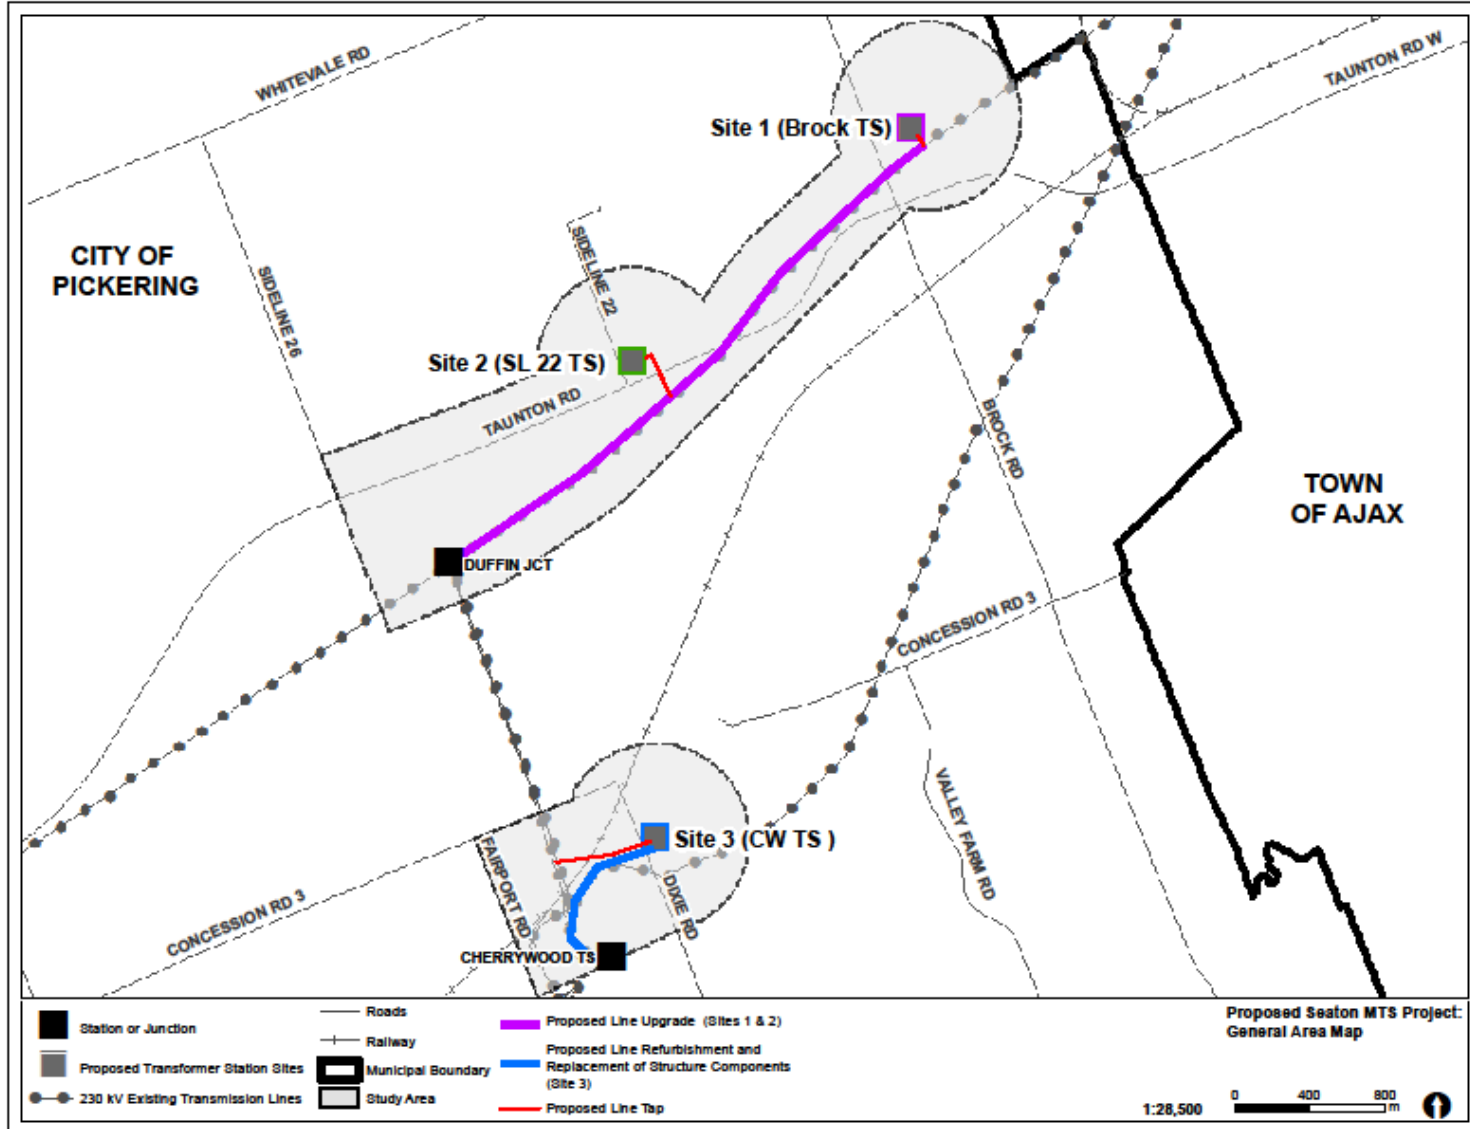 WHITEVALE RD
TAUNTON RD W
Site 1 (Brock TS)
CITY OF
PICKERING
SIDELINE 26
SIDELINE 22
Site 2 (SL 22 TS)
TAUNTON RD
BROCK RD
TOWN
OF AJAX
DUFFIN JCT
CONCESSION RD 3
VALLEY FARM RD
Site 3 (CW TS )
FAIRPORT RD
DIXIE RD
CONCESSION RD 3
CHERRYWOOD TS
Station or Junction
Proposed Transformer Station Sites
230 kV Existing Transmission Lines
Roads
Railway
Municipal Boundary
Study Area
Proposed Line Upgrade (Sites 1 & 2)
Proposed Line Refurbishment and
Replacement of Structure Components
(Site 3)
Proposed Line Tap
Proposed Seaton MTS Project:
General Area Map
1:28,500
0 400 800
m